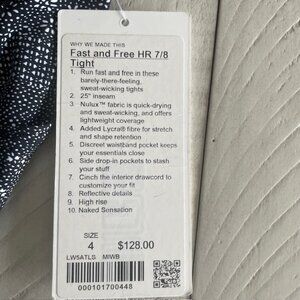 WHY WE MADE THIS
Fast and Free HR 7/8
Tight
1. Run fast and free in these
barely-there-feeling,
sweat-wicking tights
2. 25" inseam
3. Nulux™ fabric is quick-drying
and sweat-wicking, and offers
lightweight coverage
4. Added Lycra® fibre for stretch
and shape retention
5. Discreet waistband pocket keeps
your essentials close
6. Side drop-in pockets to stash
your stuff
7. Cinch the interior drawcord to
customize your fit
8. Reflective details
9. High rise
10. Naked Sensation
SIZE
4 $128.00
LW5ATLS MIWB
000101700448